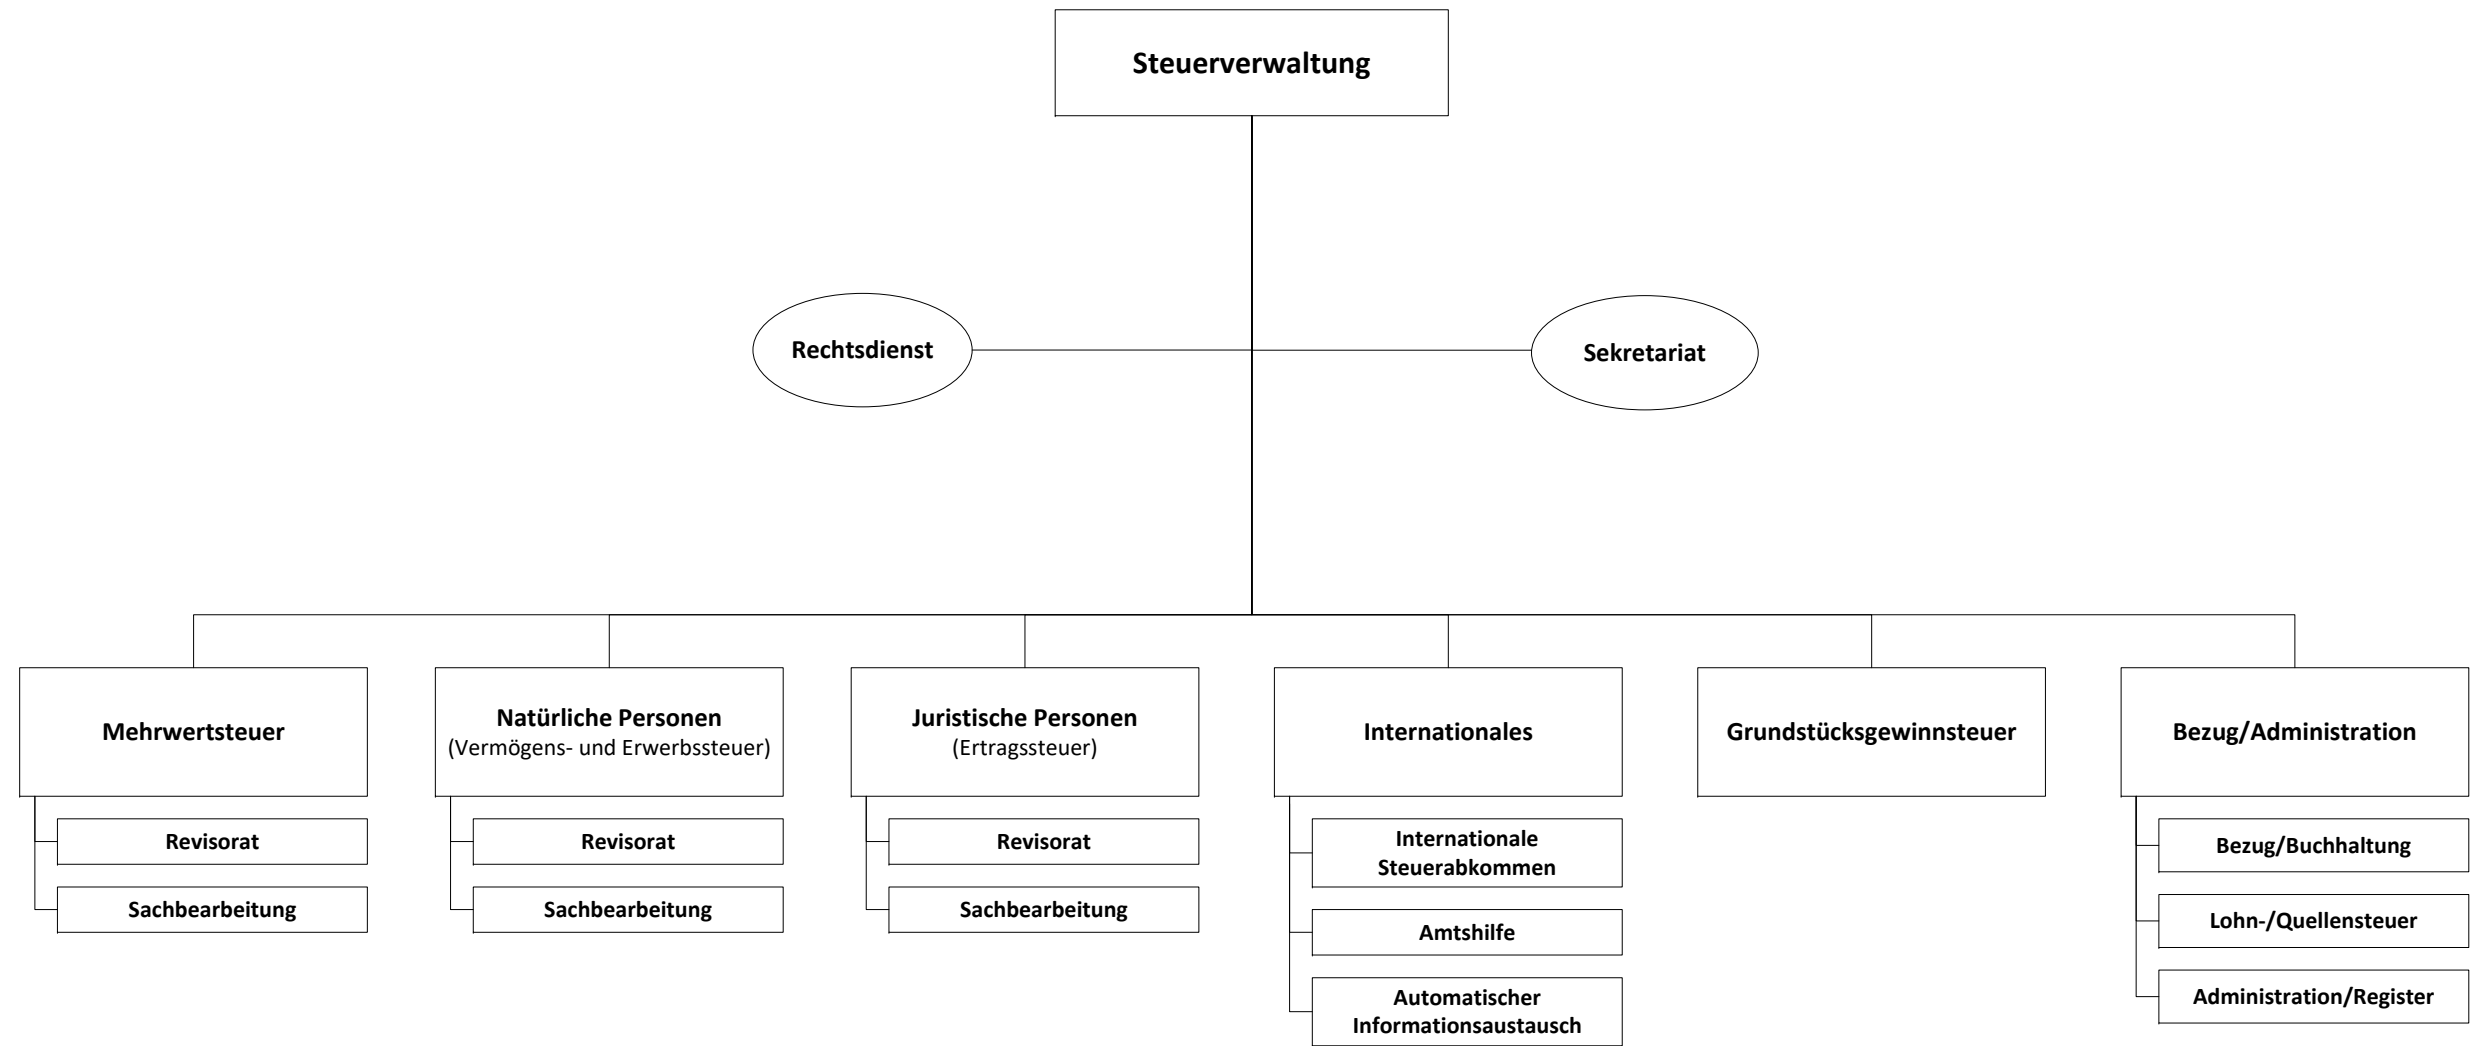 Steuerverwaltung
Rechtsdienst
Sekretariat
Mehrwertsteuer
Revisorat
Sachbearbeitung
Natürliche Personen
(Vermögens- und Erwerbssteuer)
Revisorat
Sachbearbeitung
Juristische Personen
(Ertragssteuer)
Revisorat
Sachbearbeitung
Internationales
Internationale
Steuerabkommen
Amtshilfe
Automatischer
Informationsaustausch
Grundstücksgewinnsteuer
Bezug/Administration
Bezug/Buchhaltung
Lohn-/Quellensteuer
Administration/Register